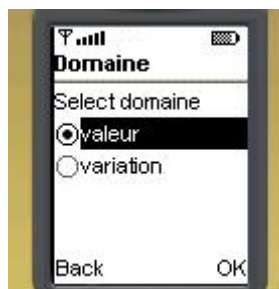 Domaine
Select domaine
valeur
variation
Back OK